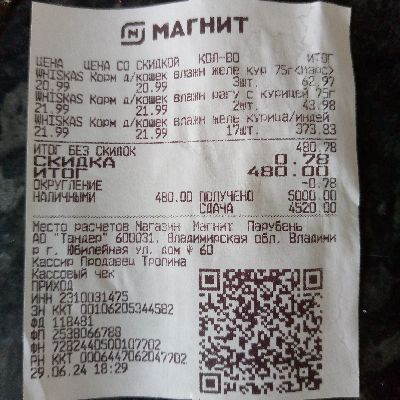 МАГНИТ
ЦЕНА ЦЕНА СО СКИДКОЙ КОЛ-ВО ИТОГ
WHISKAS Корм д/кошек влажн желе кур 75г(Марс)
20.99 20.99 3шт. 62.97
WHISKAS Корм д/кошек влажн рагу с курицей 75г
21.99 21.99 2шт. 43.98
WHISKAS Корм д/кошек влажн желе курица/индей
21.99 21.99 17шт. 373.83
ИТОГ БЕЗ СКИДОК 480.78
СКИДКА 0.78
ИТОГ 480.00
ОКРУГЛЕНИЕ -0.78
НАЛИЧНЫМИ 480.00 ПОЛУЧЕНО 5000.00
СДАЧА 4520.00
Место расчетов Магазин Магнит Парубень
АО "Тандер" 600031, Владимирская обл, Владими
р г, Юбилейная ул, дом № 60
Кассир Продавец Тропина
Кассовый чек
ПРИХОД
ИНН 2310031475
ЗН ККТ 00106205344582
ФД 118481
ФП 2535066788
ФН 7282440500107702
РН ККТ 0006447062047702
29.06.24 18:29